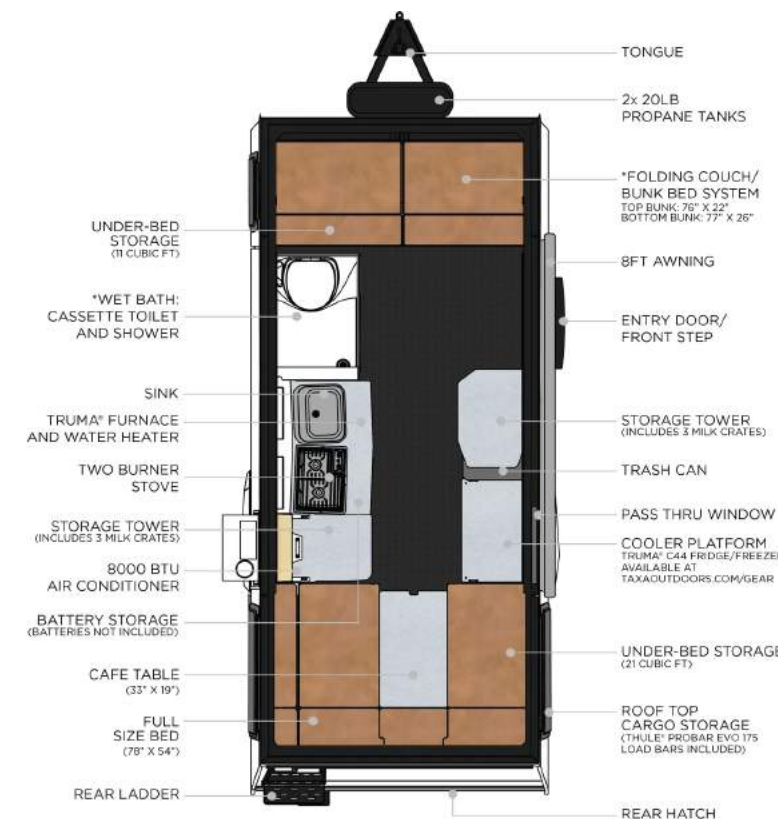 TONGUE
2x 20LB
PROPANE TANKS
*FOLDING COUCH/
BUNK BED SYSTEM
TOP BUNK: 76" X 22"
BOTTOM BUNK: 77" X 26"
UNDER-BED
STORAGE
(11 CUBIC FT)
8FT AWNING
*WET BATH:
CASSETTE TOILET
AND SHOWER
ENTRY DOOR/
FRONT STEP
SINK
TRUMA® FURNACE
AND WATER HEATER
STORAGE TOWER
(INCLUDES 3 MILK CRATES)
TWO BURNER
STOVE
TRASH CAN
STORAGE TOWER
(INCLUDES 3 MILK CRATES)
PASS THRU WINDOW
COOLER PLATFORM
TRUMA® C44 FRIDGE/FREEZER
AVAILABLE AT
TAXAOUTDOORS.COM/GEAR
8000 BTU
AIR CONDITIONER
BATTERY STORAGE
(BATTERIES NOT INCLUDED)
UNDER-BED STORAGE
(21 CUBIC FT)
CAFE TABLE
(33" X 19")
FULL
SIZE BED
(78" X 54")
ROOF TOP
CARGO STORAGE
(THULE® PROBAR EVO 175
LOAD BARS INCLUDED)
REAR LADDER
REAR HATCH